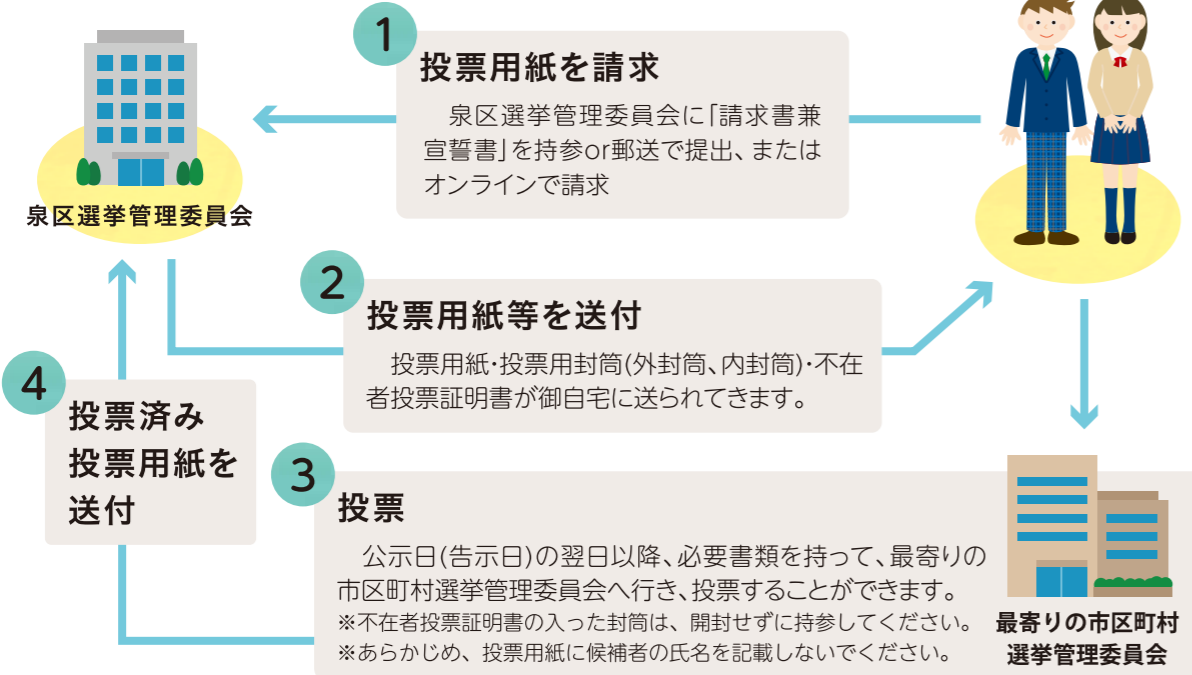 1
投票用紙を請求
泉区選挙管理委員会に「請求書兼
宣誓書」を持参or郵送で提出、または
オンラインで請求
泉区選挙管理委員会
2
投票用紙等を送付
投票用紙・投票用封筒(外封筒、内封筒)・不在
者投票証明書が御自宅に送られてきます。
3
投票
公示日(告示日)の翌日以降、必要書類を持って、最寄りの
市区町村選挙管理委員会へ行き、投票することができます。
※不在者投票証明書の入った封筒は、開封せずに持参してください。
※あらかじめ、投票用紙に候補者の氏名を記載しないでください。
最寄りの市区町村
選挙管理委員会
4
投票済み
投票用紙を
送付